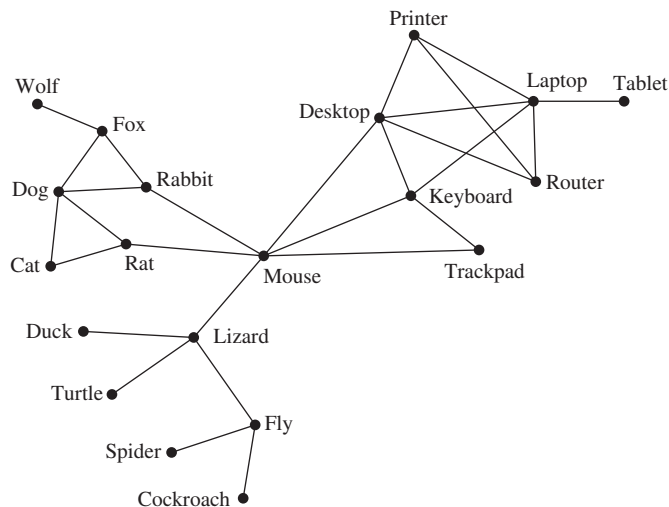 Printer
Wolf
Laptop
Tablet
Desktop
Fox
Dog
Rabbit
Router
Keyboard
Cat
Rat
Mouse
Trackpad
Duck
Lizard
Turtle
Fly
Spider
Cockroach